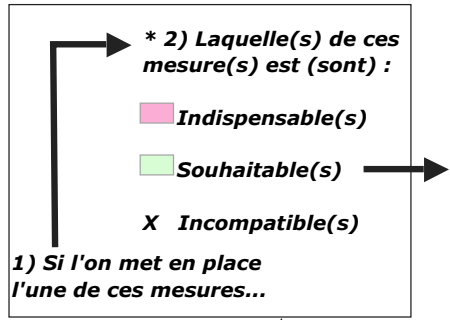 * 2) Laquelle(s) de ces
mesure(s) est (sont) :
Indispensable(s)
Souhaitable(s)
X Incompatible(s)
1) Si l'on met en place
l'une de ces mesures...